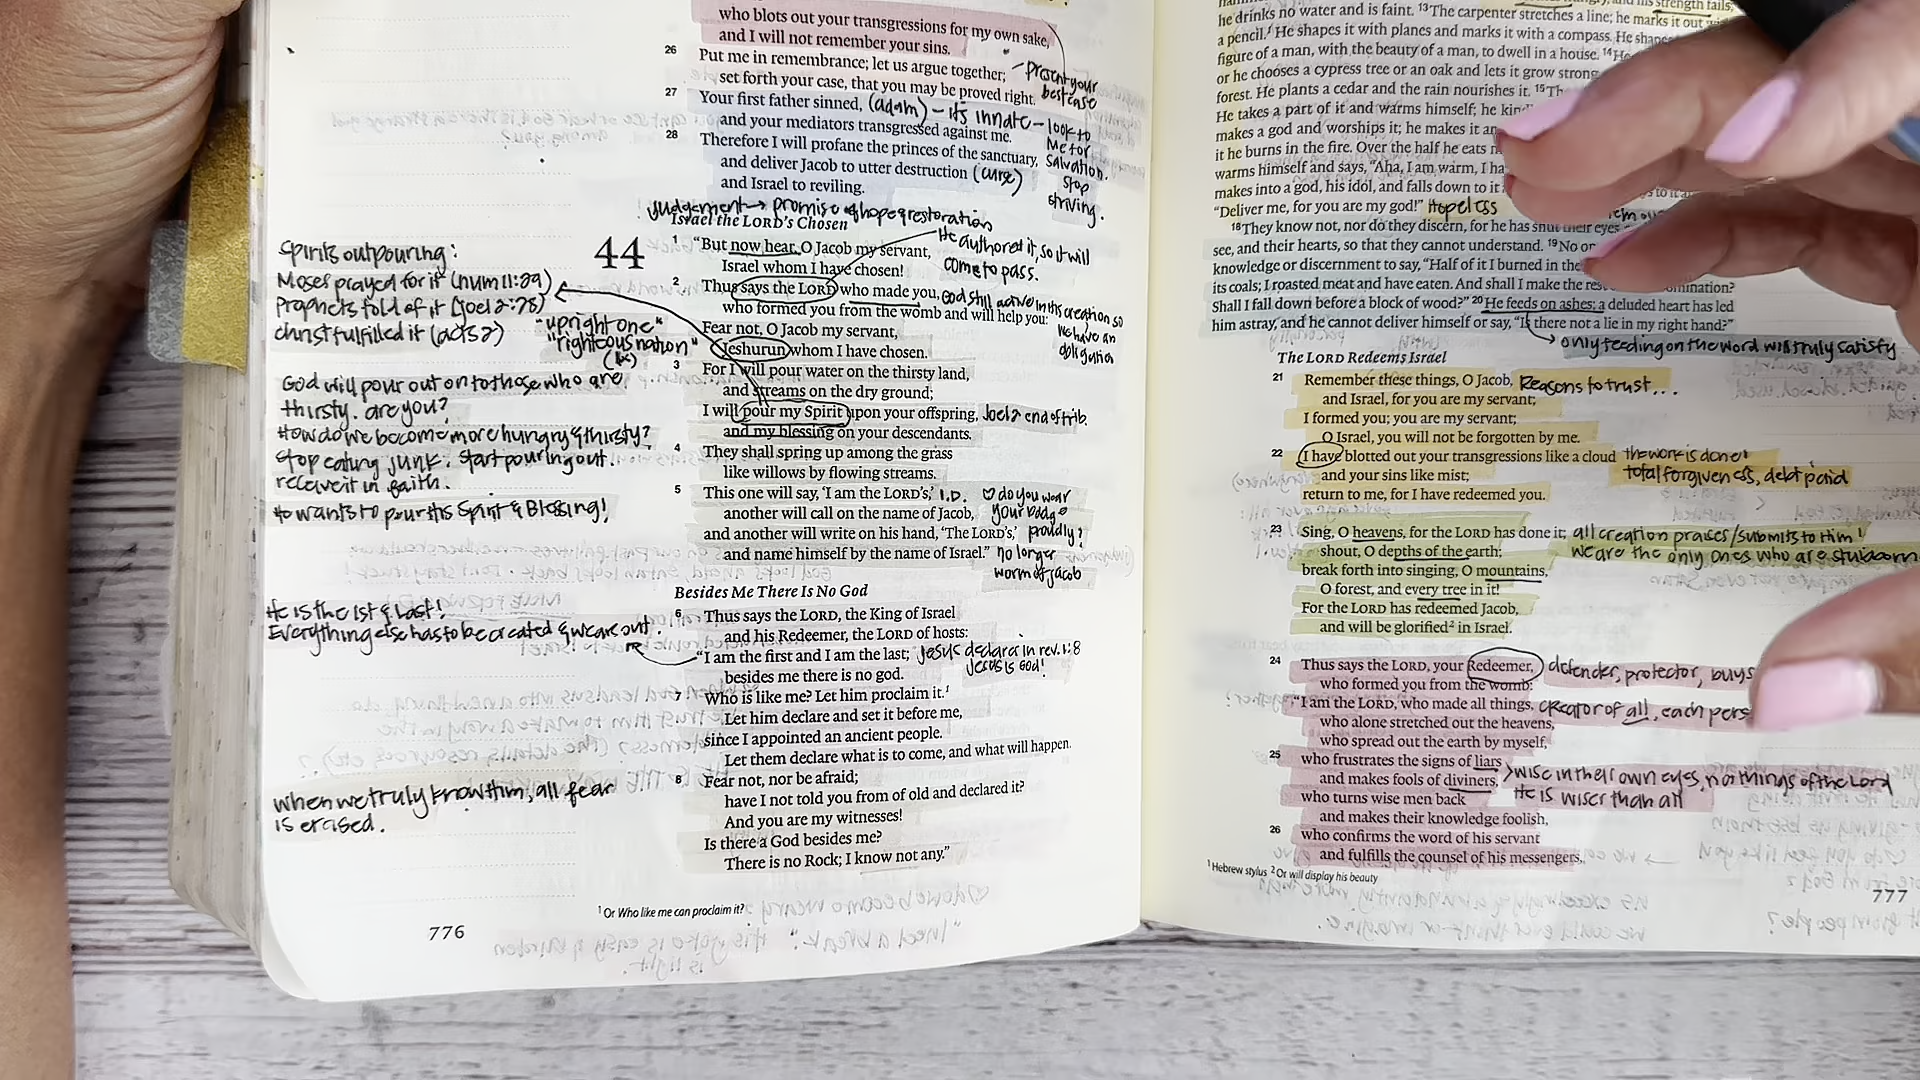 who blots out your transgressions for my own sake,
and I will not remember your sins.
26 Put me in remembrance; let us argue together; - present your
set forth your case, that you may be proved right. best case
27 Your first father sinned, (adam) - its innate - look to
and your mediators transgressed against me. Me for
28 Therefore I will profane the princes of the sanctuary, salvation.
and deliver Jacob to utter destruction (curse) stop
and Israel to reviling. striving.
! judgement → promise of hope & restoration
Israel the LORD's Chosen
He authored it, so it will
come to pass.
44
1 "But now hear, O Jacob my servant,
Israel whom I have chosen!
2 Thus says the LORD who made you, God still active in his creation so
who formed you from the womb and will help you: we have an
Fear not, O Jacob my servant, obligation
Jeshurun whom I have chosen.
3 For I will pour water on the thirsty land,
and streams on the dry ground;
I will pour my Spirit upon your offspring, Joel 2 end of trib.
and my blessing on your descendants.
4 They shall spring up among the grass
like willows by flowing streams.
5 This one will say, 'I am the LORD's,' I.D. ♡ do you wear
another will call on the name of Jacob, your badge
and another will write on his hand, 'The LORD's,' proudly?
and name himself by the name of Israel." no longer
worm of Jacob
Besides Me There Is No God
6 Thus says the LORD, the King of Israel
and his Redeemer, the LORD of hosts:
"I am the first and I am the last; Jesus declares in rev. 1:8
besides me there is no god. Jesus is God!
7 Who is like me? Let him proclaim it.1
Let him declare and set it before me,
since I appointed an ancient people.
Let them declare what is to come, and what will happen.
8 Fear not, nor be afraid;
have I not told you from of old and declared it?
And you are my witnesses!
Is there a God besides me?
There is no Rock; I know not any."
1 Or Who like me can proclaim it?
776
Spirits outpouring:
Moses prayed for it (num 11:29)
Prophets told of it (Joel 2:28)
christ fulfilled it (acts 2)
"upright one"
"righteous nation"
God will pour out onto those who are
thirsty. are you?
How do we become more hungry & thirsty?
Stop eating junk. Start pouring out.
receive it in faith.
He wants to pour His Spirit & Blessing!
He is the 1st & Last!
Everything else has to be created & wears out.
when we truly know Him, all fear
is erased.
strength fails;
he drinks no water and is faint. 13 The carpenter stretches a line; he marks it out
a pencil.1 He shapes it with planes and marks it with a compass. He shapes
figure of a man, with the beauty of a man, to dwell in a house. 14 He
or he chooses a cypress tree or an oak and lets it grow strong
forest. He plants a cedar and the rain nourishes it. 15
He takes a part of it and warms himself; he
makes a god and worships it; he makes it an
it he burns in the fire. Over the half he eats
warms himself and says, "Aha, I am warm, I
makes into a god, his idol, and falls down to it
"Deliver me, for you are my god!" Hopeless
18 They know not, nor do they discern, for he has shut their eyes
see, and their hearts, so that they cannot understand. 19 No
knowledge or discernment to say, "Half of it I burned in the
its coals; I roasted meat and have eaten. And shall I make the
Shall I fall down before a block of wood?" 20 He feeds on ashes; a deluded heart has led
him astray, and he cannot deliver himself or say, "Is there not a lie in my right hand?"
→ only feeding on the word will truly satisfy
The LORD Redeems Israel
21 Remember these things, O Jacob, Reasons to trust...
and Israel, for you are my servant;
I formed you; you are my servant;
O Israel, you will not be forgotten by me.
22 I have blotted out your transgressions like a cloud the work is done!
and your sins like mist; total forgiveness, debt paid
return to me, for I have redeemed you.
23 Sing, O heavens, for the LORD has done it; all creation praises/submits to Him!
shout, O depths of the earth; we are the only ones who are stubborn
break forth into singing, O mountains,
O forest, and every tree in it!
For the LORD has redeemed Jacob,
and will be glorified2 in Israel.
24 Thus says the LORD, your Redeemer, defender, protector, buys
who formed you from the womb:
"I am the LORD, who made all things, creator of all, each
who alone stretched out the heavens,
who spread out the earth by myself,
25 who frustrates the signs of liars
and makes fools of diviners, > wise in their own eyes, no things of the Lord
who turns wise men back He is wiser than all
and makes their knowledge foolish,
26 who confirms the word of his servant
and fulfills the counsel of his messengers,
1 Hebrew stylus 2 Or will display his beauty
777